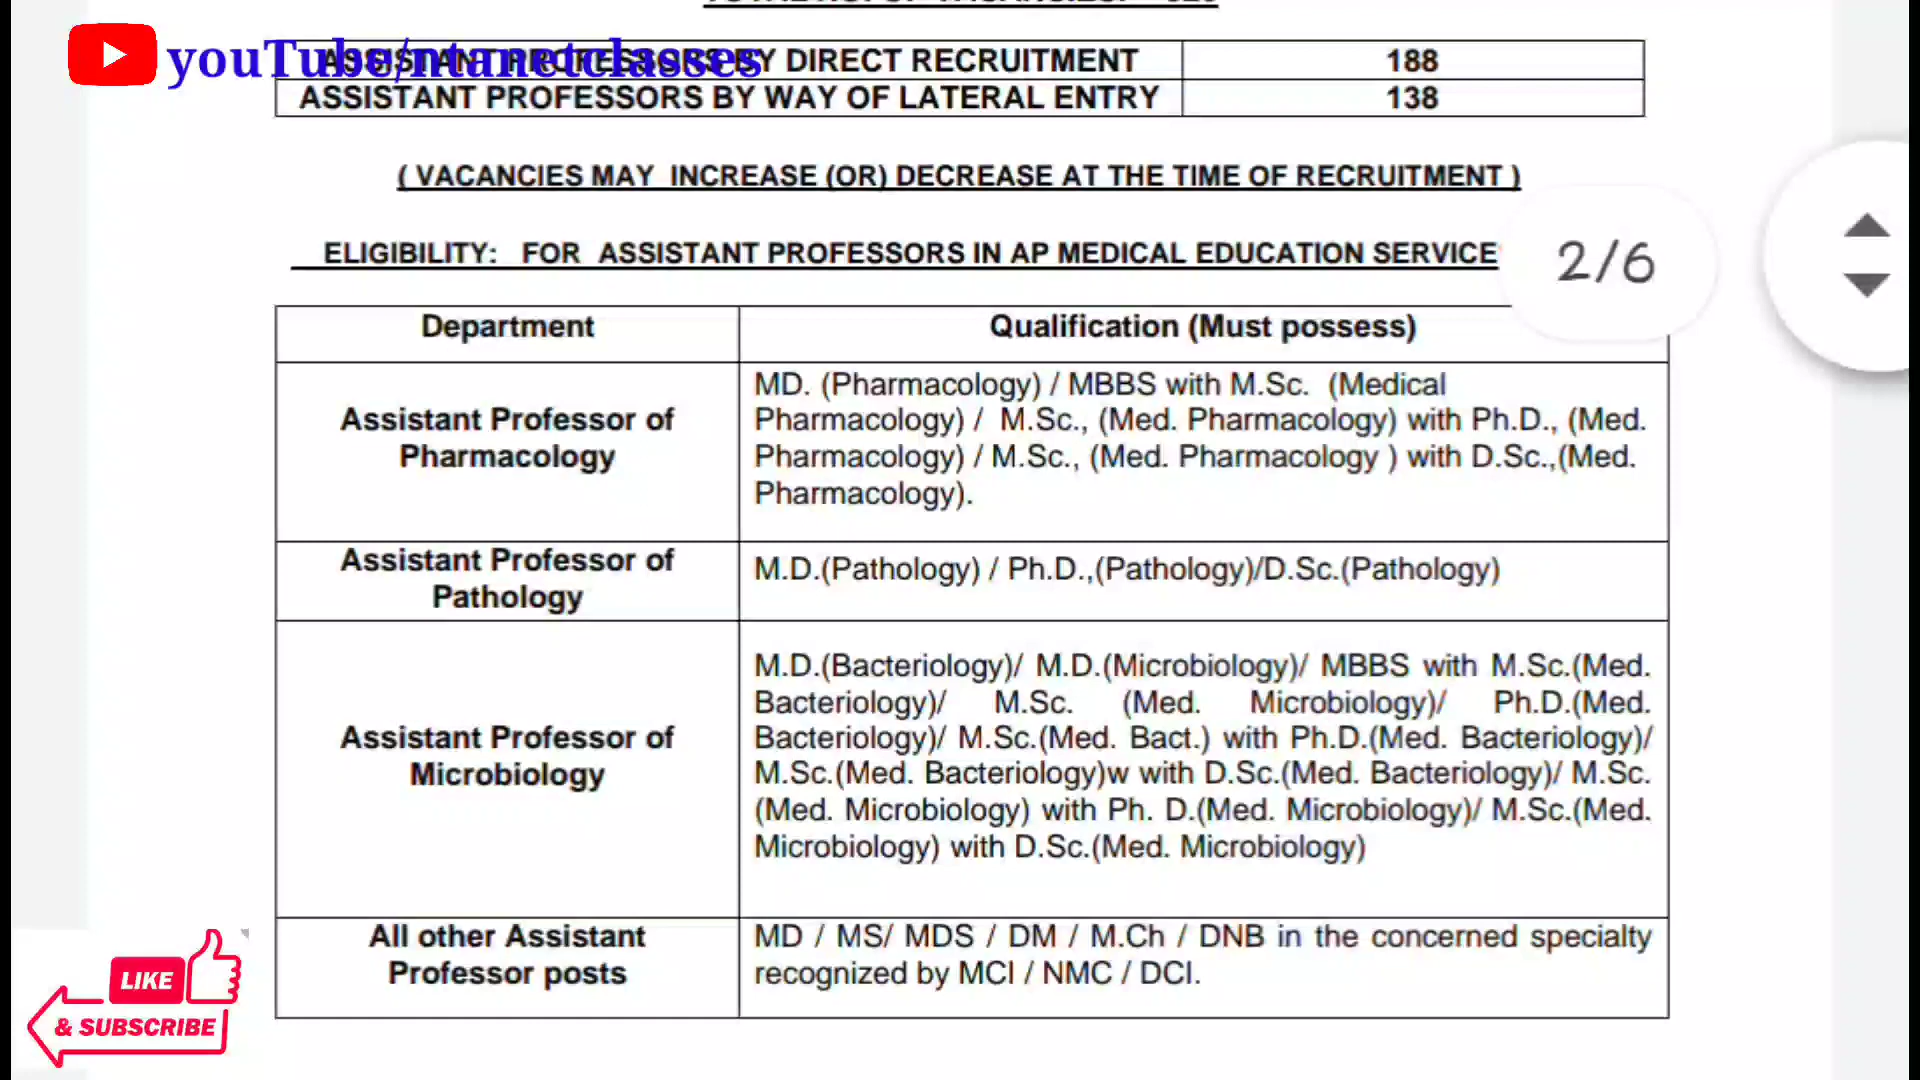 youTube/ntanetclasses
ASSISTANT PROFESSORS BY DIRECT RECRUITMENT 188
ASSISTANT PROFESSORS BY WAY OF LATERAL ENTRY 138
( VACANCIES MAY INCREASE (OR) DECREASE AT THE TIME OF RECRUITMENT )
ELIGIBILITY: FOR ASSISTANT PROFESSORS IN AP MEDICAL EDUCATION SERVICE
2/6
Department Qualification (Must possess)
Assistant Professor of
Pharmacology
MD. (Pharmacology) / MBBS with M.Sc. (Medical
Pharmacology) / M.Sc., (Med. Pharmacology) with Ph.D., (Med.
Pharmacology) / M.Sc., (Med. Pharmacology ) with D.Sc.,(Med.
Pharmacology).
Assistant Professor of
Pathology
M.D.(Pathology) / Ph.D.,(Pathology)/D.Sc.(Pathology)
Assistant Professor of
Microbiology
M.D.(Bacteriology)/ M.D.(Microbiology)/ MBBS with M.Sc.(Med.
Bacteriology)/ M.Sc. (Med. Microbiology)/ Ph.D.(Med.
Bacteriology)/ M.Sc.(Med. Bact.) with Ph.D.(Med. Bacteriology)/
M.Sc.(Med. Bacteriology)w with D.Sc.(Med. Bacteriology)/ M.Sc.
(Med. Microbiology) with Ph. D.(Med. Microbiology)/ M.Sc.(Med.
Microbiology) with D.Sc.(Med. Microbiology)
All other Assistant
Professor posts
MD / MS/ MDS / DM / M.Ch / DNB in the concerned specialty
recognized by MCI / NMC / DCI.
LIKE
& SUBSCRIBE